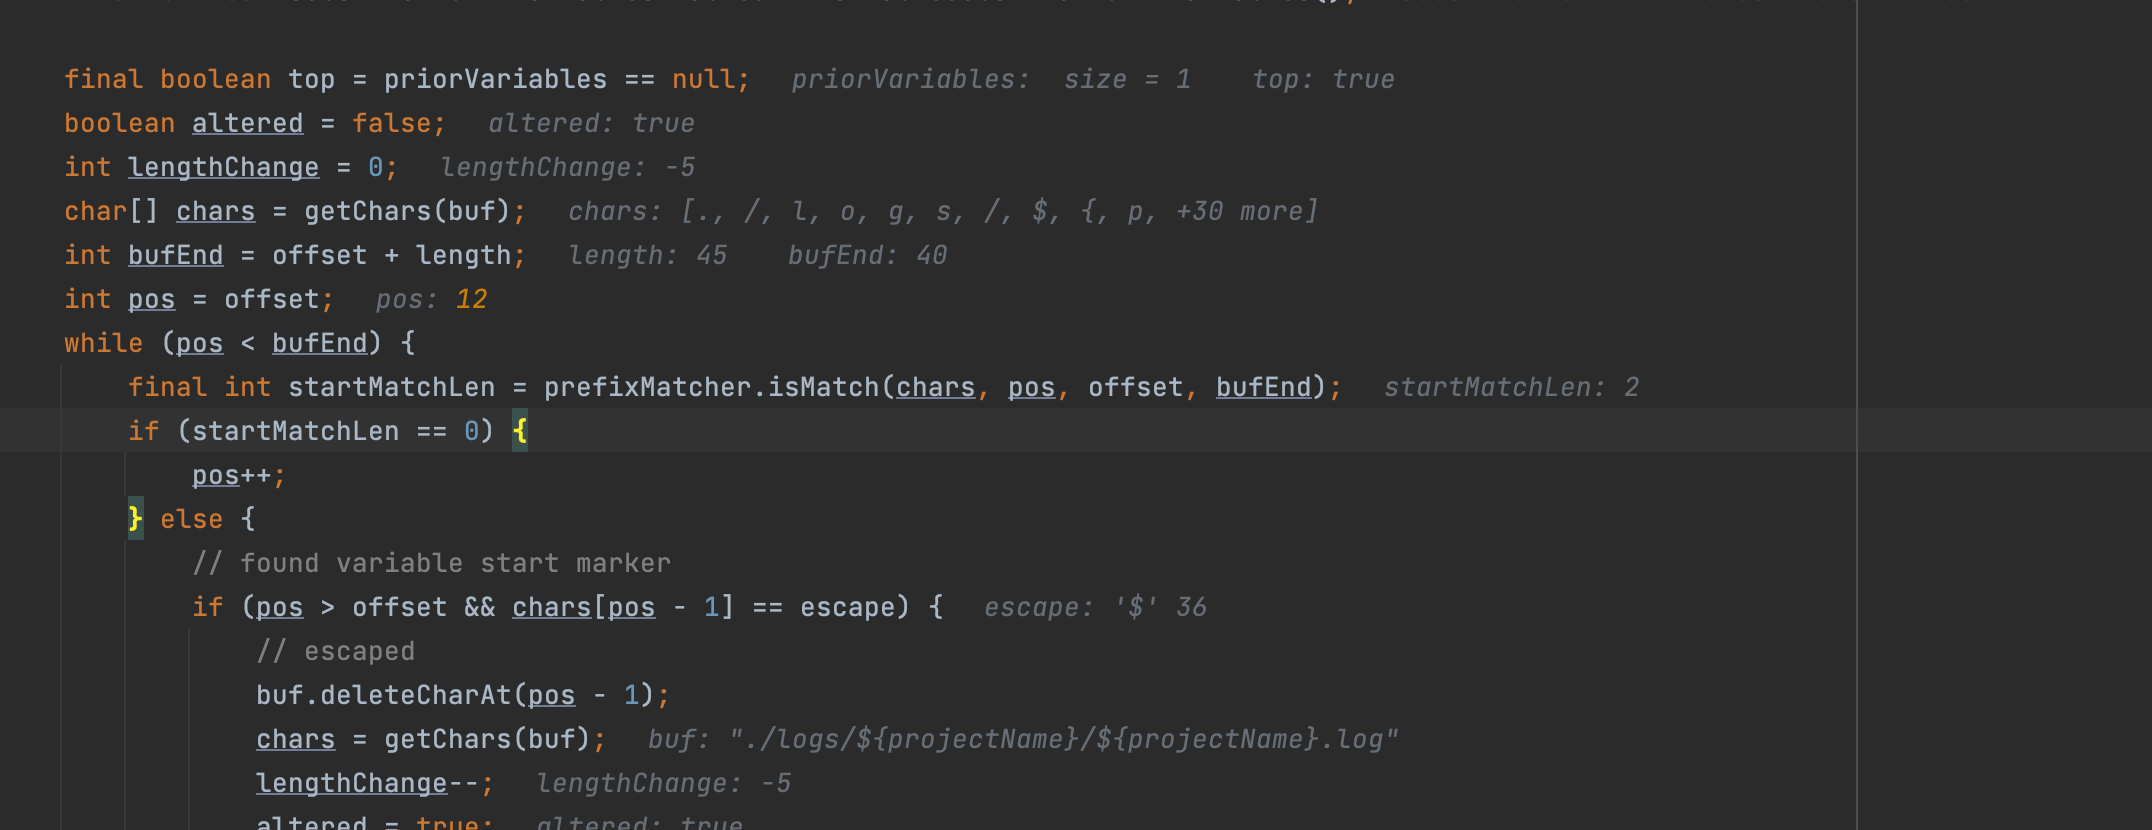 final boolean top = priorVariables == null; priorVariables: size = 1 top: true
boolean altered = false; altered: true
int lengthChange = 0; lengthChange: -5
char[] chars = getChars(buf); chars: [., /, l, o, g, s, /, $, {, p, +30 more]
int bufEnd = offset + length; length: 45 bufEnd: 40
int pos = offset; pos: 12
while (pos < bufEnd) {
final int startMatchLen = prefixMatcher.isMatch(chars, pos, offset, bufEnd); startMatchLen: 2
if (startMatchLen == 0) {
pos++;
} else {
// found variable start marker
if (pos > offset && chars[pos - 1] == escape) { escape: '$' 36
// escaped
buf.deleteCharAt(pos - 1);
chars = getChars(buf); buf: "./logs/${projectName}/${projectName}.log"
lengthChange--; lengthChange: -5
altered = true; altered: true